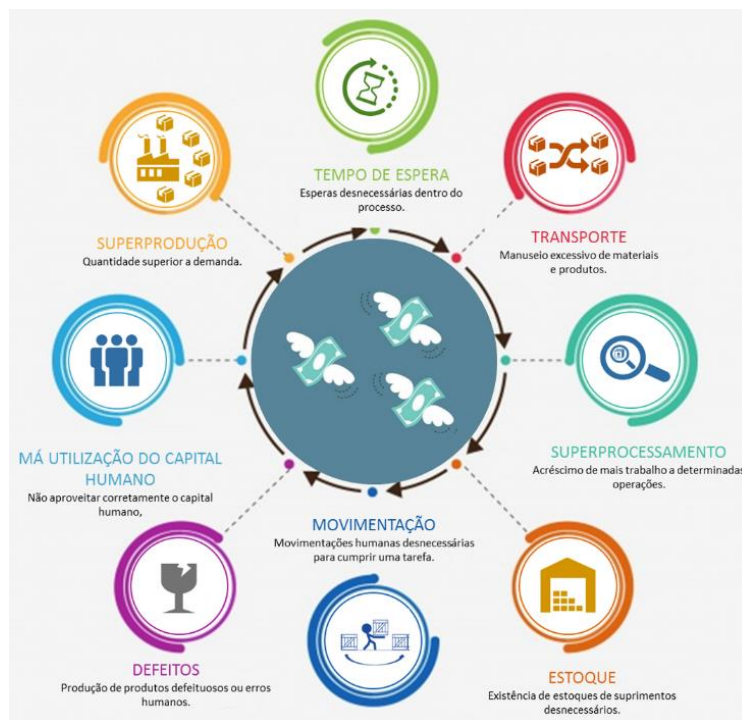 TEMPO DE ESPERA
Esperas desnecessárias dentro do
processo.
TRANSPORTE
Manuseio excessivo de materiais
e produtos.
SUPERPROCESSAMENTO
Acréscimo de mais trabalho a determinadas
operações.
ESTOQUE
Existência de estoques de suprimentos
desnecessários.
MOVIMENTAÇÃO
Movimentações humanas desnecessárias
para cumprir uma tarefa.
DEFEITOS
Produção de produtos defeituosos ou erros
humanos.
MÁ UTILIZAÇÃO DO CAPITAL
HUMANO
Não aproveitar corretamente o capital
humano,
SUPERPRODUÇÃO
Quantidade superior a demanda.